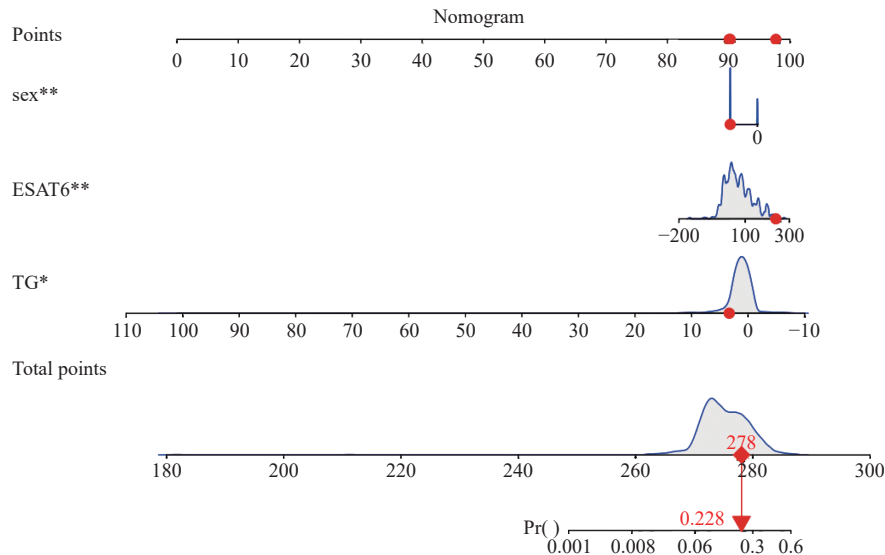 Nomogram
Points
0 10 20 30 40 50 60 70 80 90 100
sex**
0
ESAT6**
−200 100 300
TG*
110 100 90 80 70 60 50 40 30 20 10 0 −10
Total points
278
180 200 220 240 260 280 300
0.228
Pr( )
0.001 0.008 0.06 0.3 0.6